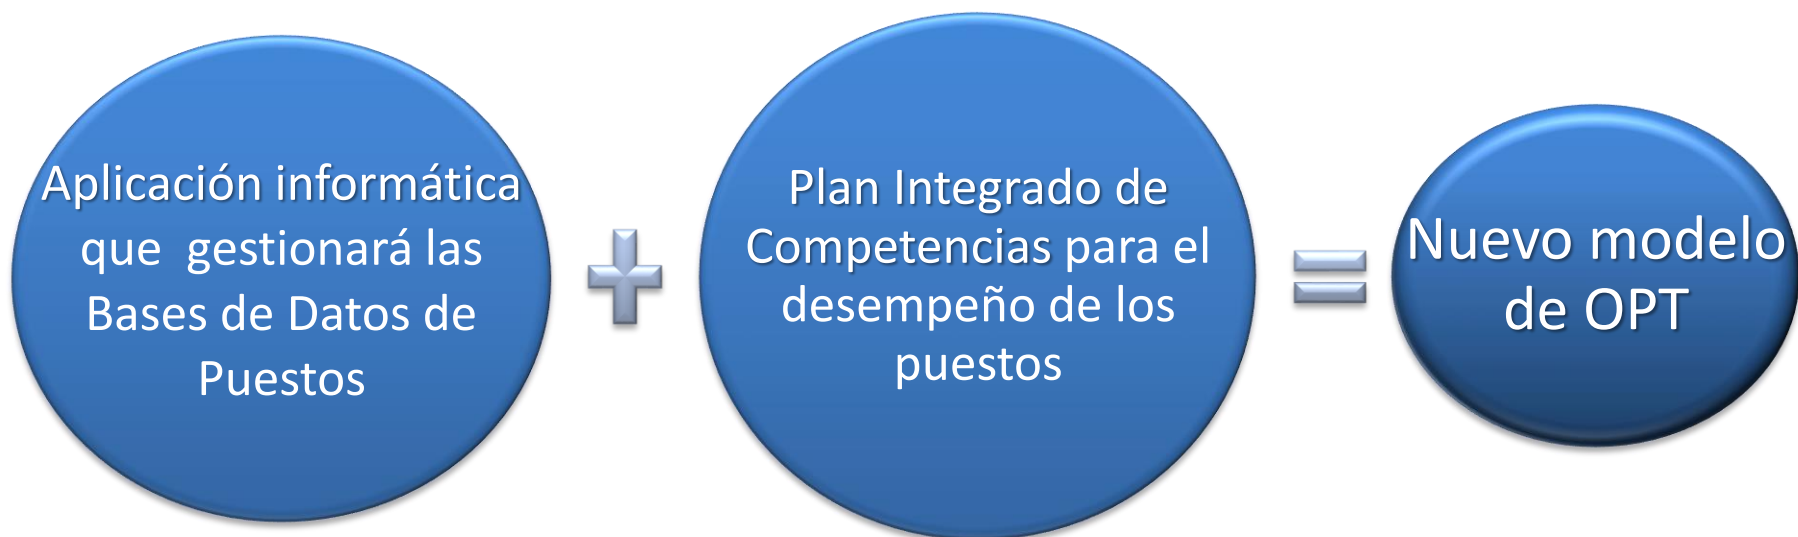 Aplicación informática
que gestionará las
Bases de Datos de
Puestos
+
Plan Integrado de
Competencias para el
desempeño de los
puestos
=
Nuevo modelo
de OPT